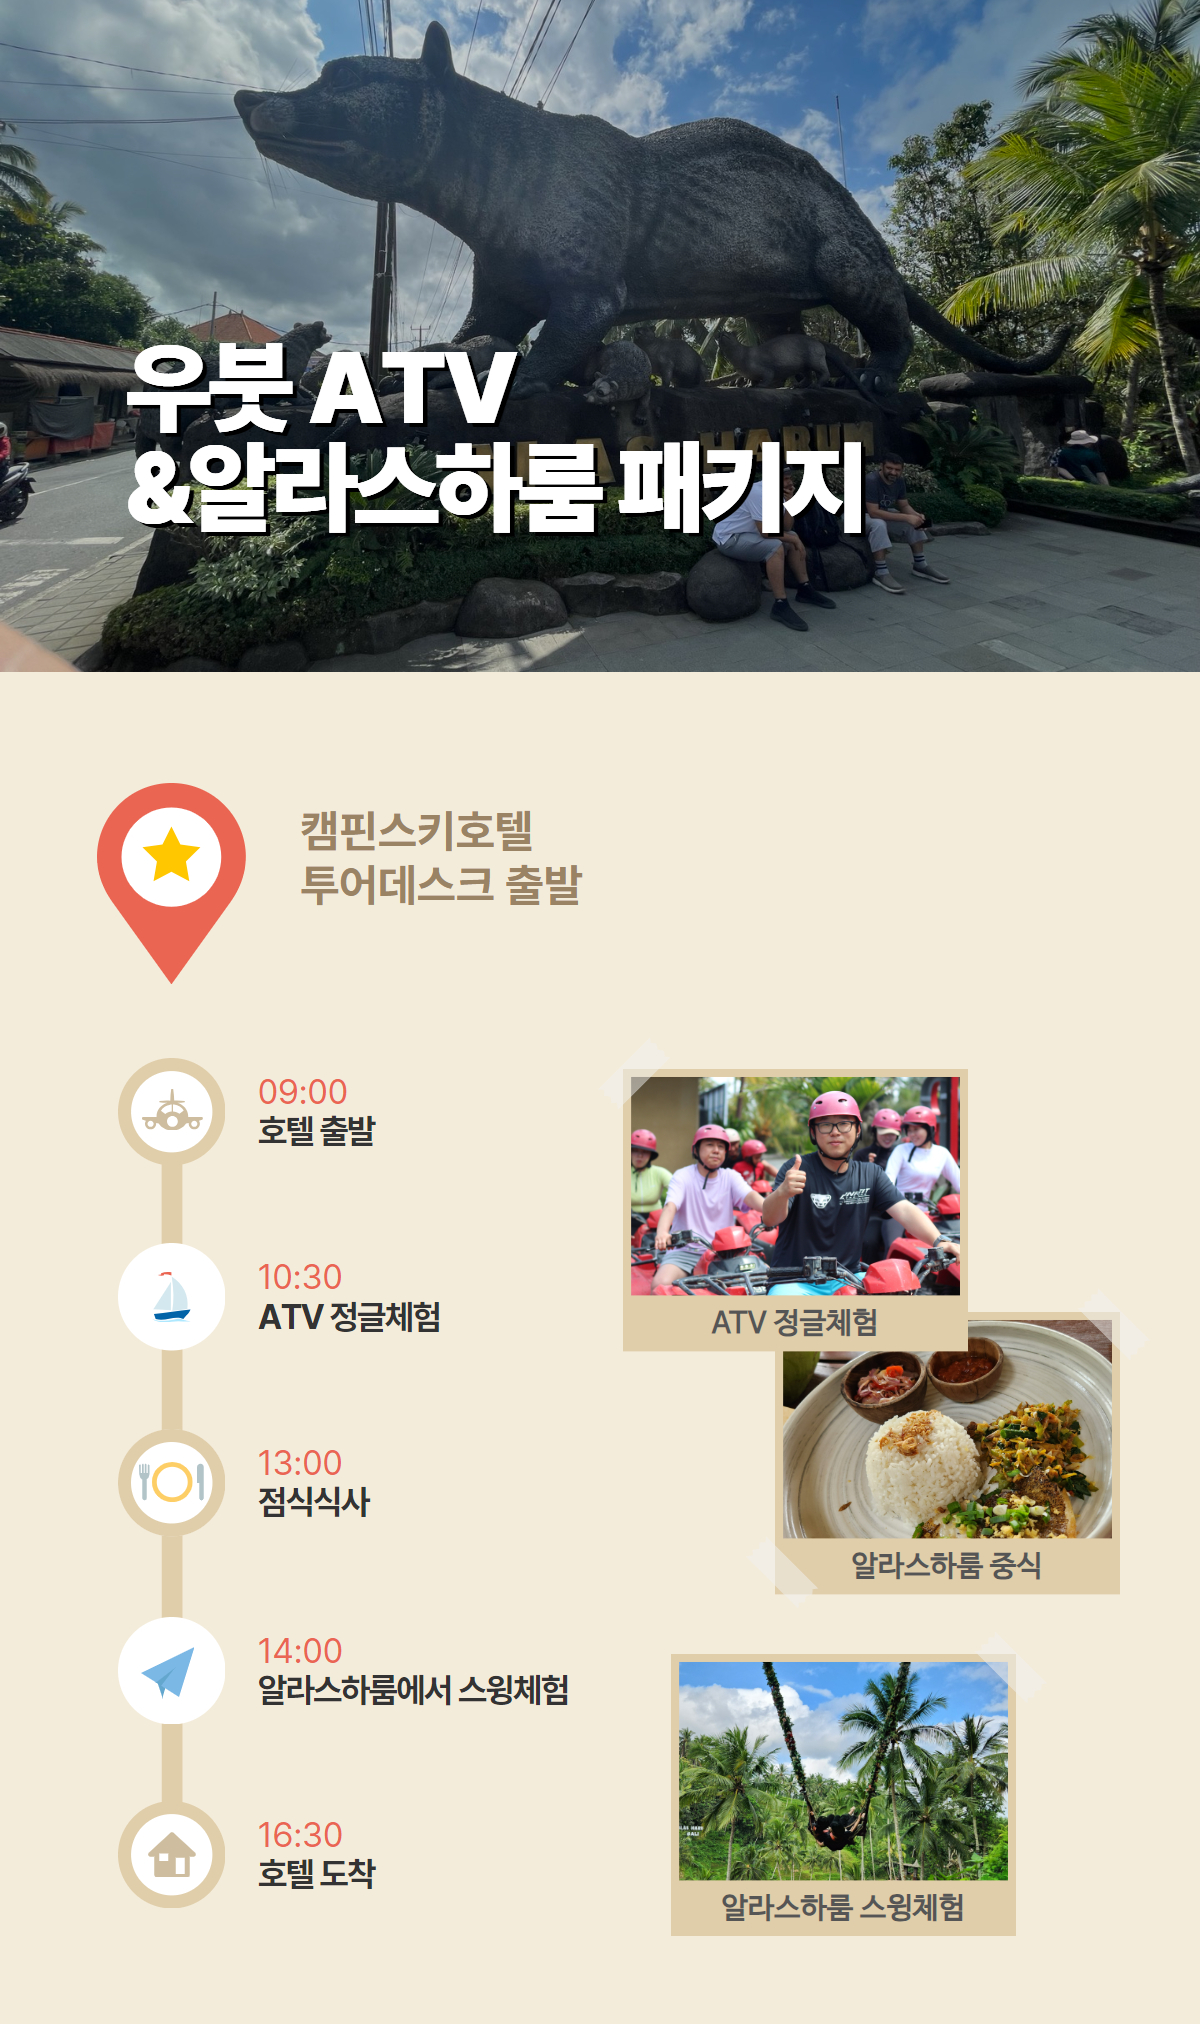 우붓 ATV
&알라스하룸 패키지
캠핀스키호텔
투어데스크 출발
09:00
호텔 출발
10:30
ATV 정글체험
13:00
점식식사
14:00
알라스하룸에서 스윙체험
16:30
호텔 도착
ATV 정글체험
알라스하룸 중식
알라스하룸 스윙체험